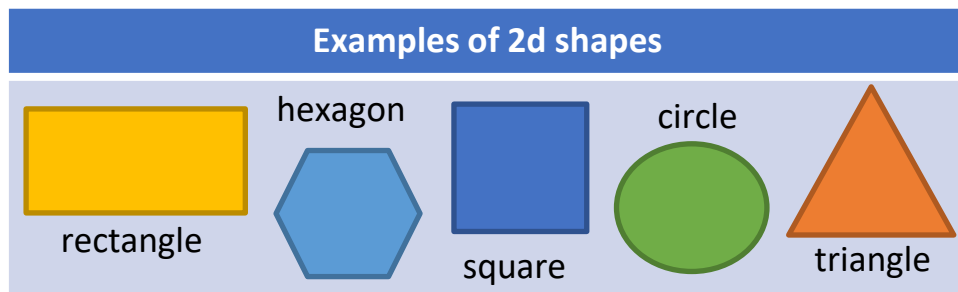 Examples of 2d shapes
rectangle
hexagon
square
circle
triangle